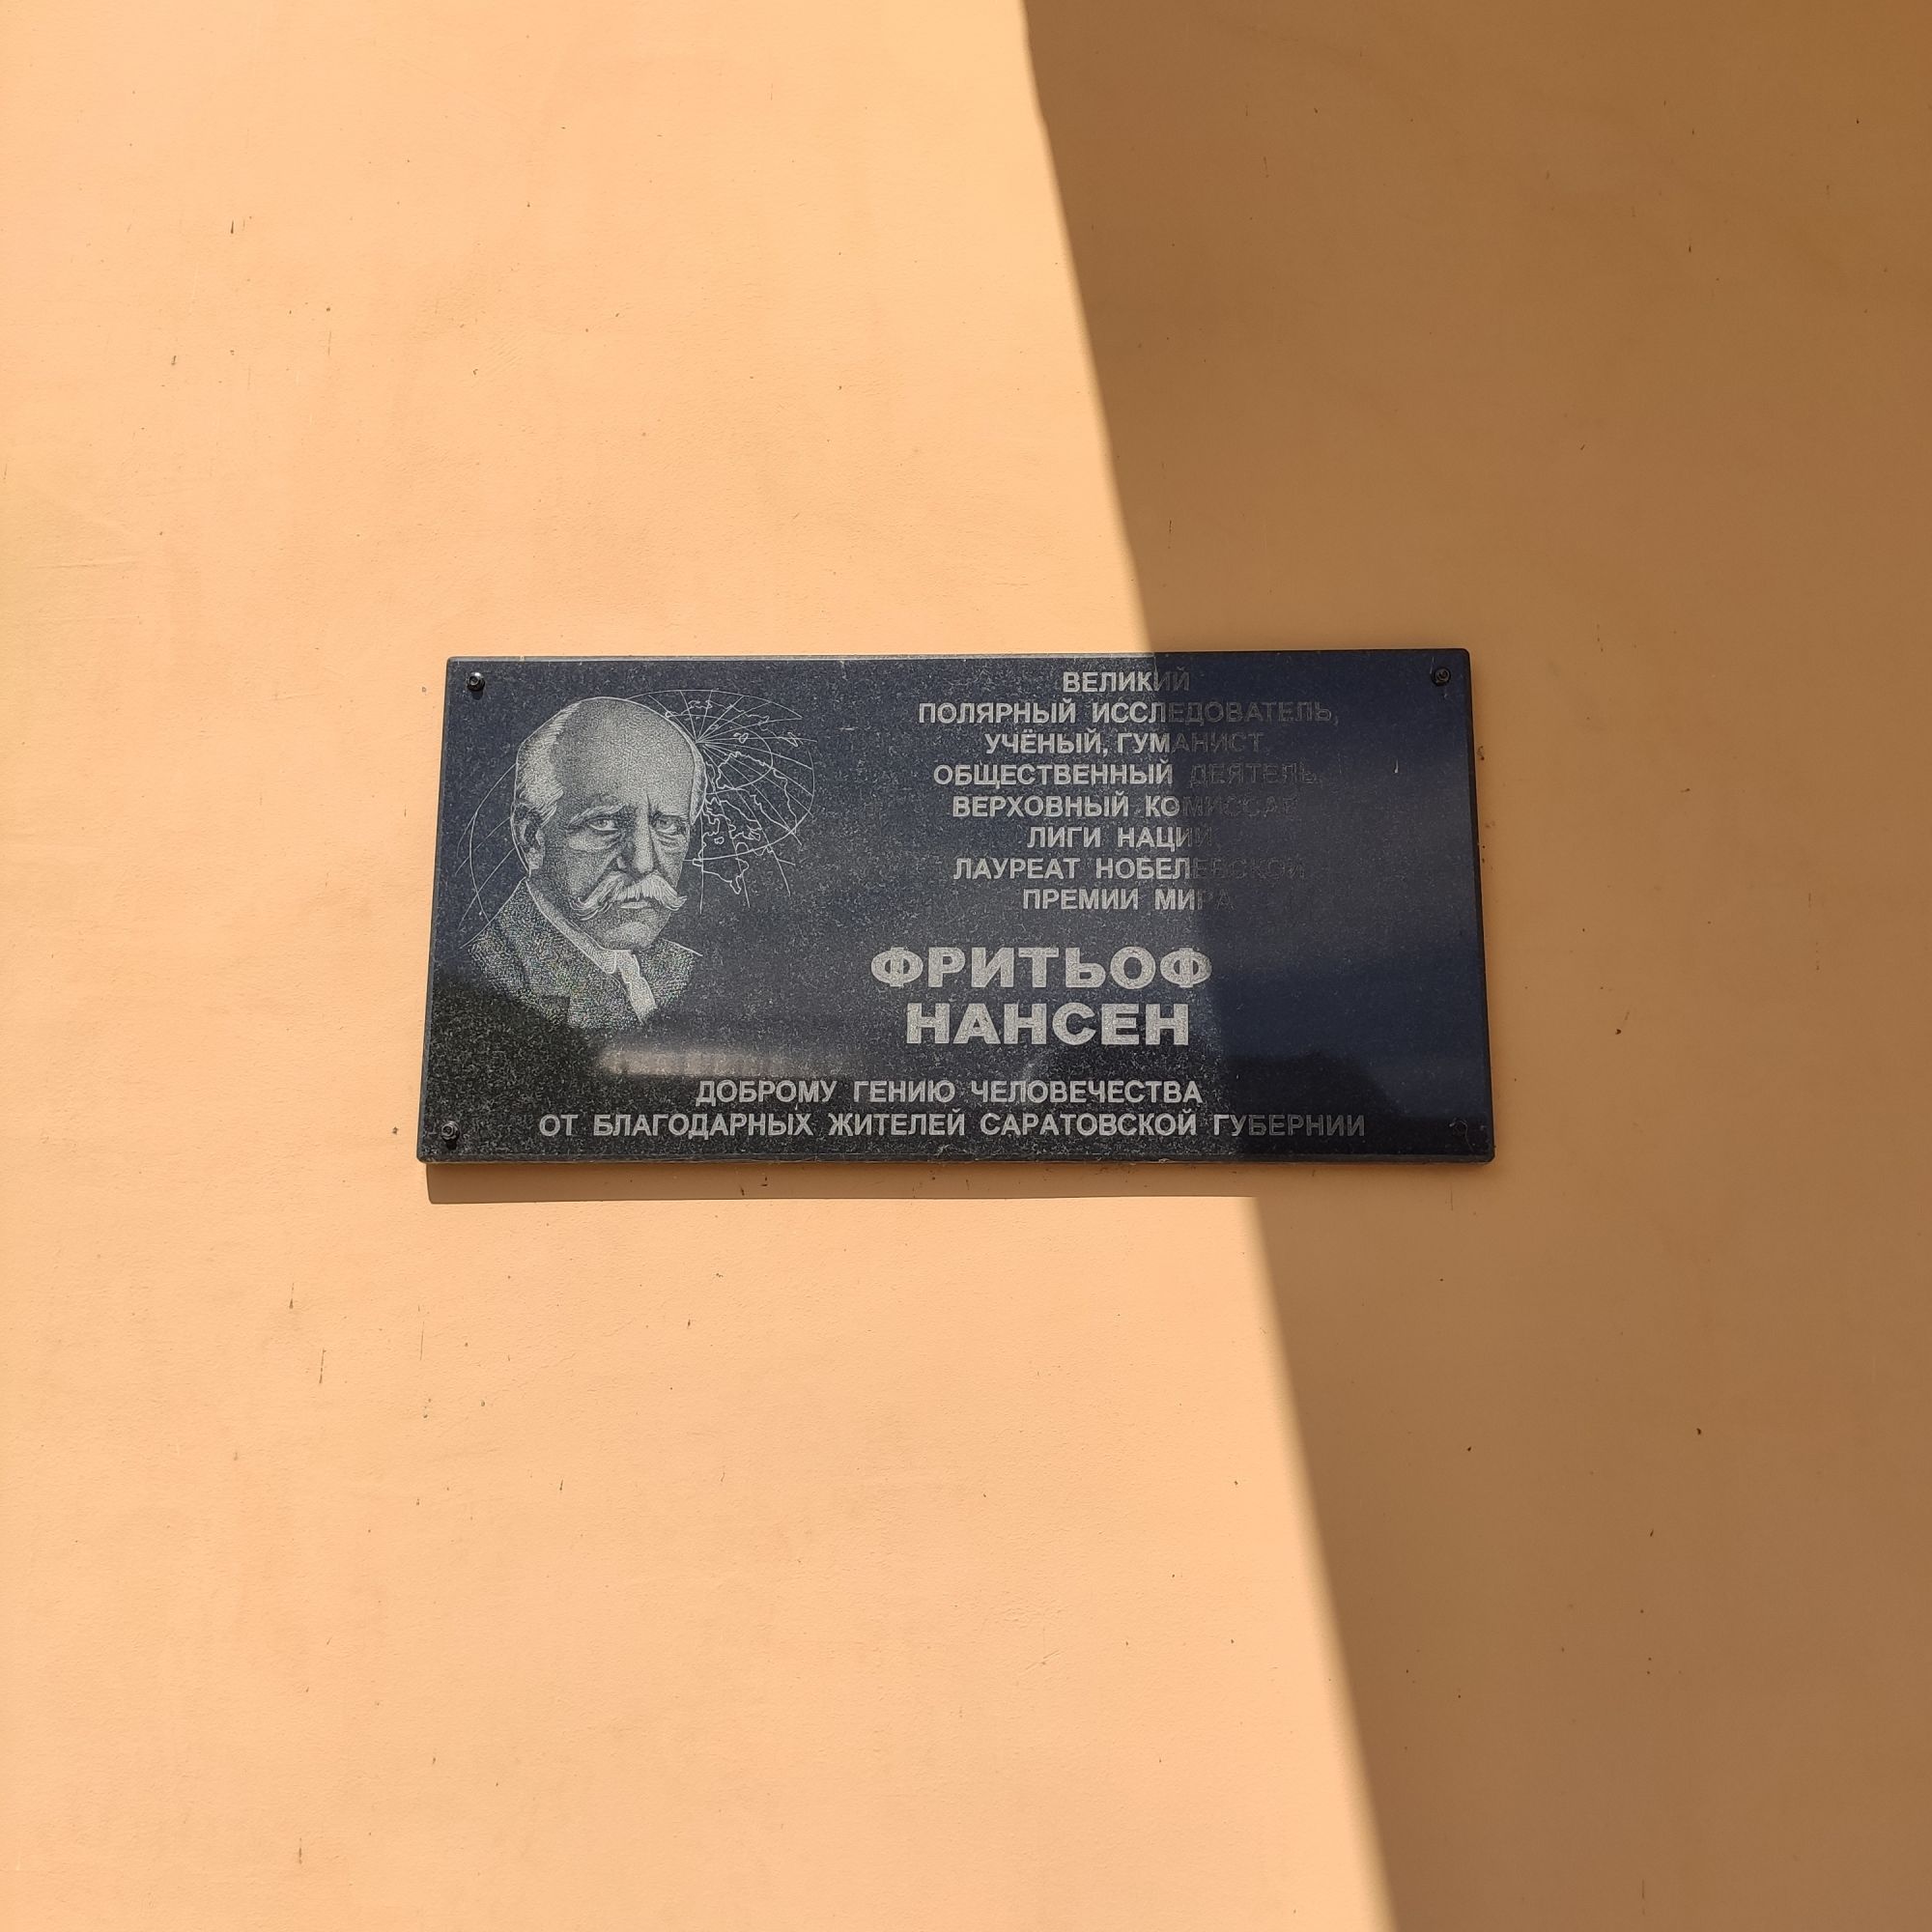 ВЕЛИКИЙ
ПОЛЯРНЫЙ ИССЛЕДОВАТЕЛЬ,
УЧЁНЫЙ, ГУМАНИСТ,
ОБЩЕСТВЕННЫЙ ДЕЯТЕЛЬ,
ВЕРХОВНЫЙ КОМИССАР
ЛИГИ НАЦИЙ,
ЛАУРЕАТ НОБЕЛЕВСКОЙ
ПРЕМИИ МИРА
ФРИТЬОФ
НАНСЕН
ДОБРОМУ ГЕНИЮ ЧЕЛОВЕЧЕСТВА
ОТ БЛАГОДАРНЫХ ЖИТЕЛЕЙ САРАТОВСКОЙ ГУБЕРНИИ